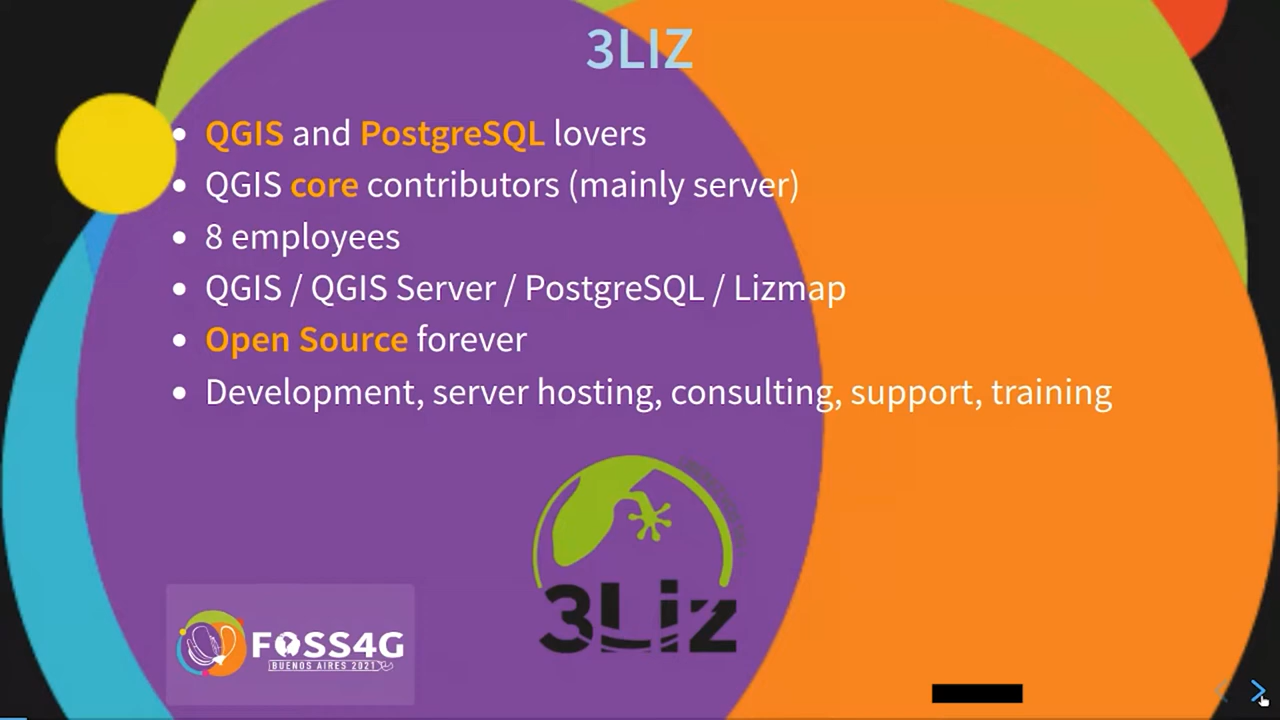 3LIZ
QGIS and PostgreSQL lovers
QGIS core contributors (mainly server)
8 employees
QGIS / QGIS Server / PostgreSQL / Lizmap
Open Source forever
Development, server hosting, consulting, support, training
3Liz
FOSS4G
BUENOS AIRES 2021